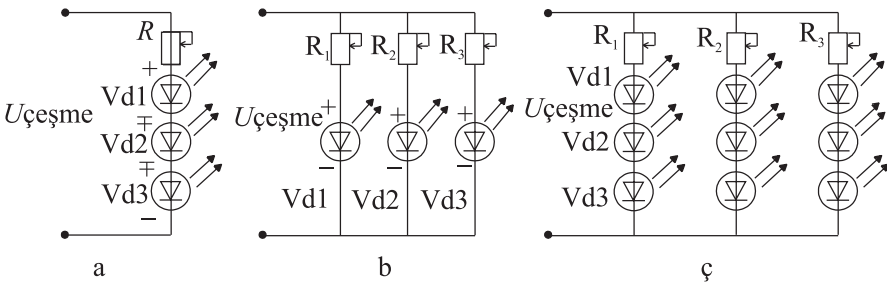 R
+
Vd1
Uçeşme
∓
Vd2
∓
Vd3
−
a
R1 R2 R3
Uçeşme + + +
− − −
Vd1 Vd2 Vd3
b
R1 R2 R3
Vd1
Uçeşme
Vd2
Vd3
ç